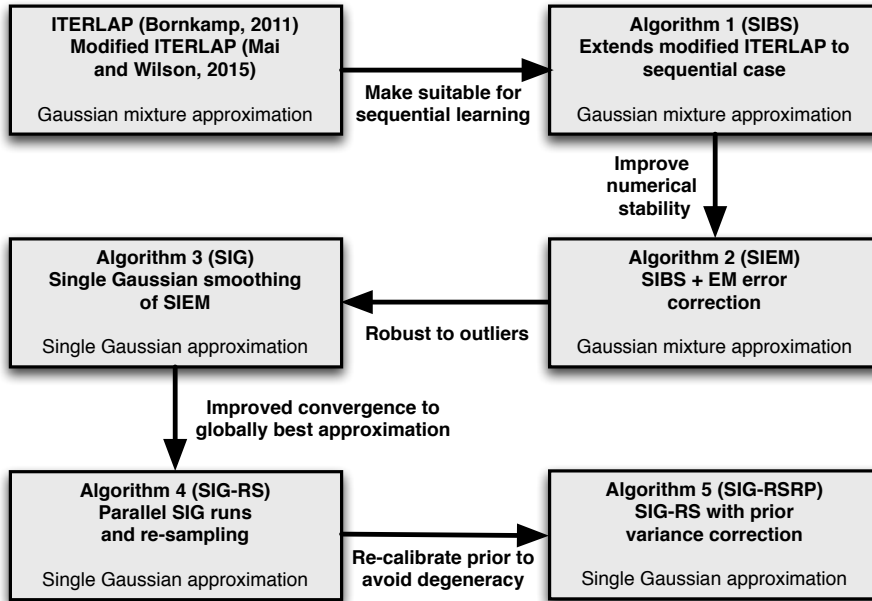 ITERLAP (Bornkamp, 2011)
Modified ITERLAP (Mai
and Wilson, 2015)
Gaussian mixture approximation
Make suitable for
sequential learning
Algorithm 1 (SIBS)
Extends modified ITERLAP to
sequential case
Gaussian mixture approximation
Improve
numerical
stability
Algorithm 2 (SIEM)
SIBS + EM error
correction
Gaussian mixture approximation
Robust to outliers
Algorithm 3 (SIG)
Single Gaussian smoothing
of SIEM
Single Gaussian approximation
Improved convergence to
globally best approximation
Algorithm 4 (SIG-RS)
Parallel SIG runs
and re-sampling
Single Gaussian approximation
Re-calibrate prior to
avoid degeneracy
Algorithm 5 (SIG-RSRP)
SIG-RS with prior
variance correction
Single Gaussian approximation